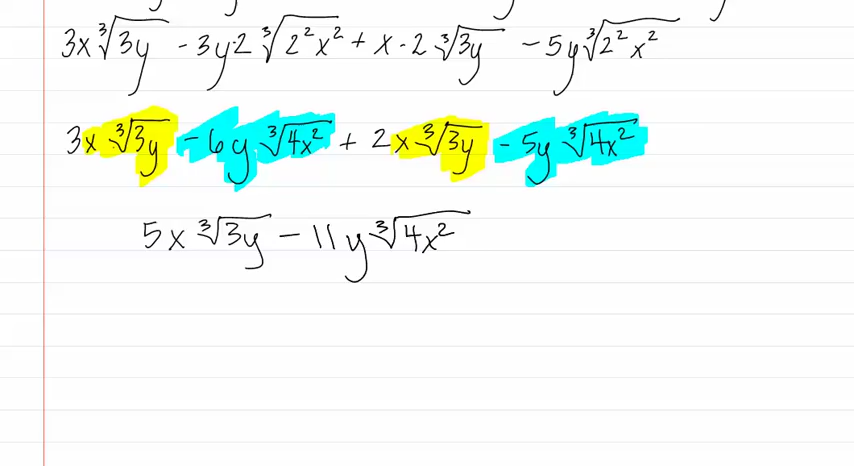 3x∛3y - 3y·2 ∛2²x² + x·2 ∛3y - 5y∛2²x²
3x ∛3y - 6y ∛4x² + 2x ∛3y - 5y ∛4x²
5x ∛3y - 11y ∛4x²